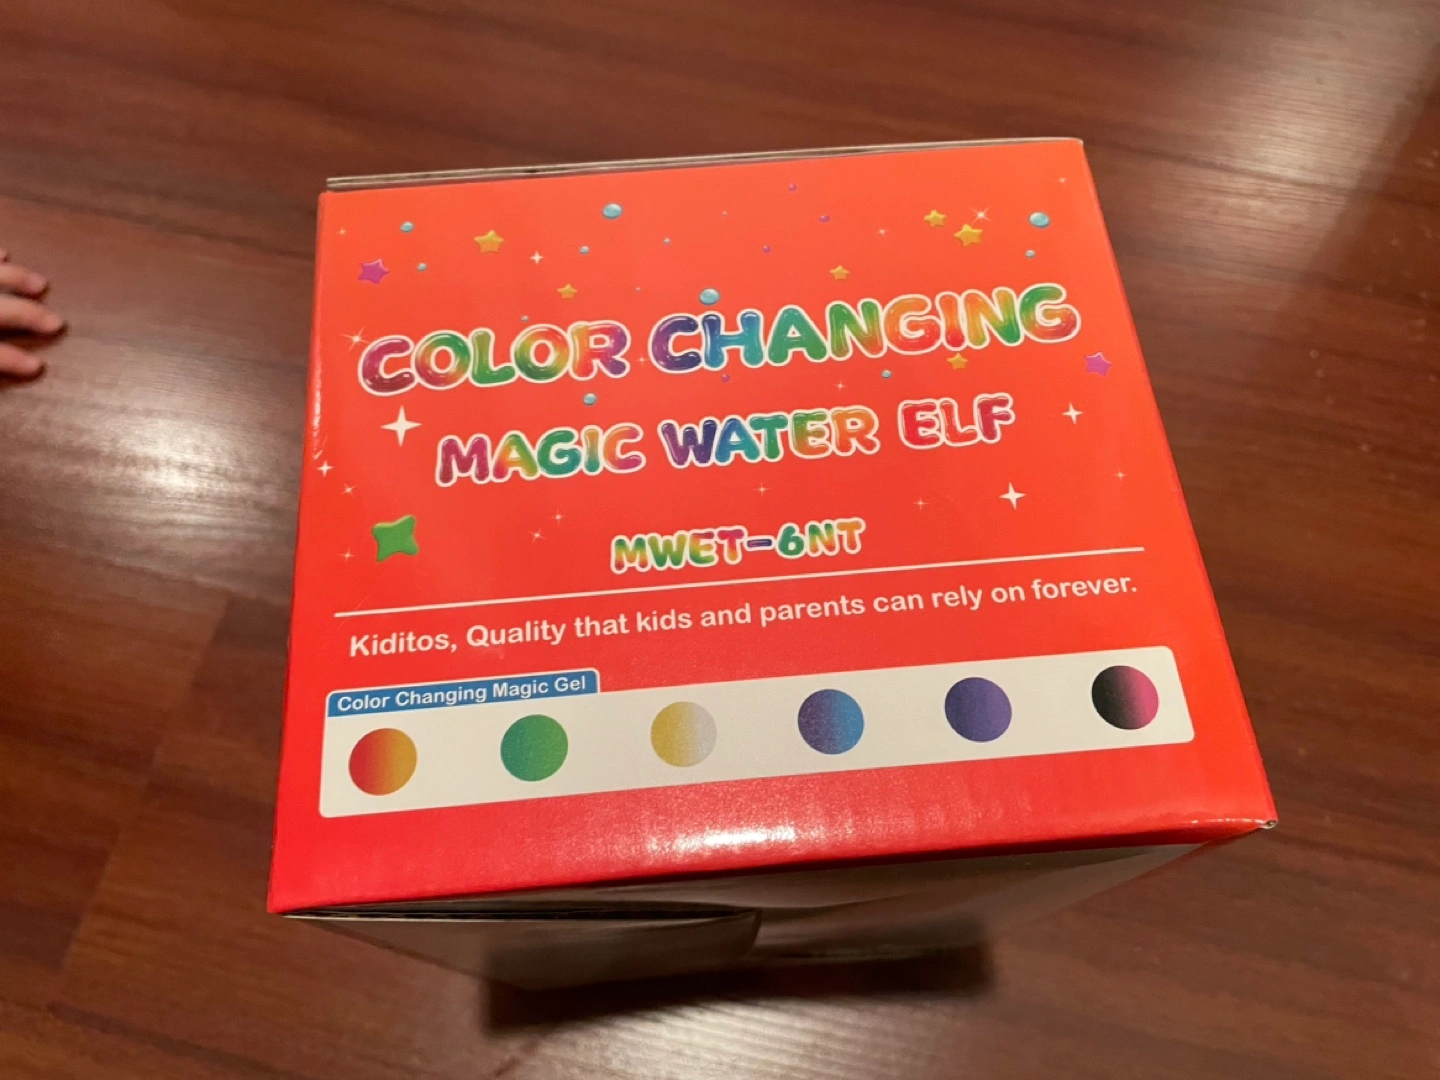 COLOR CHANGING
MAGIC WATER ELF
MWET-6NT
Kiditos, Quality that kids and parents can rely on forever.
Color Changing Magic Gel